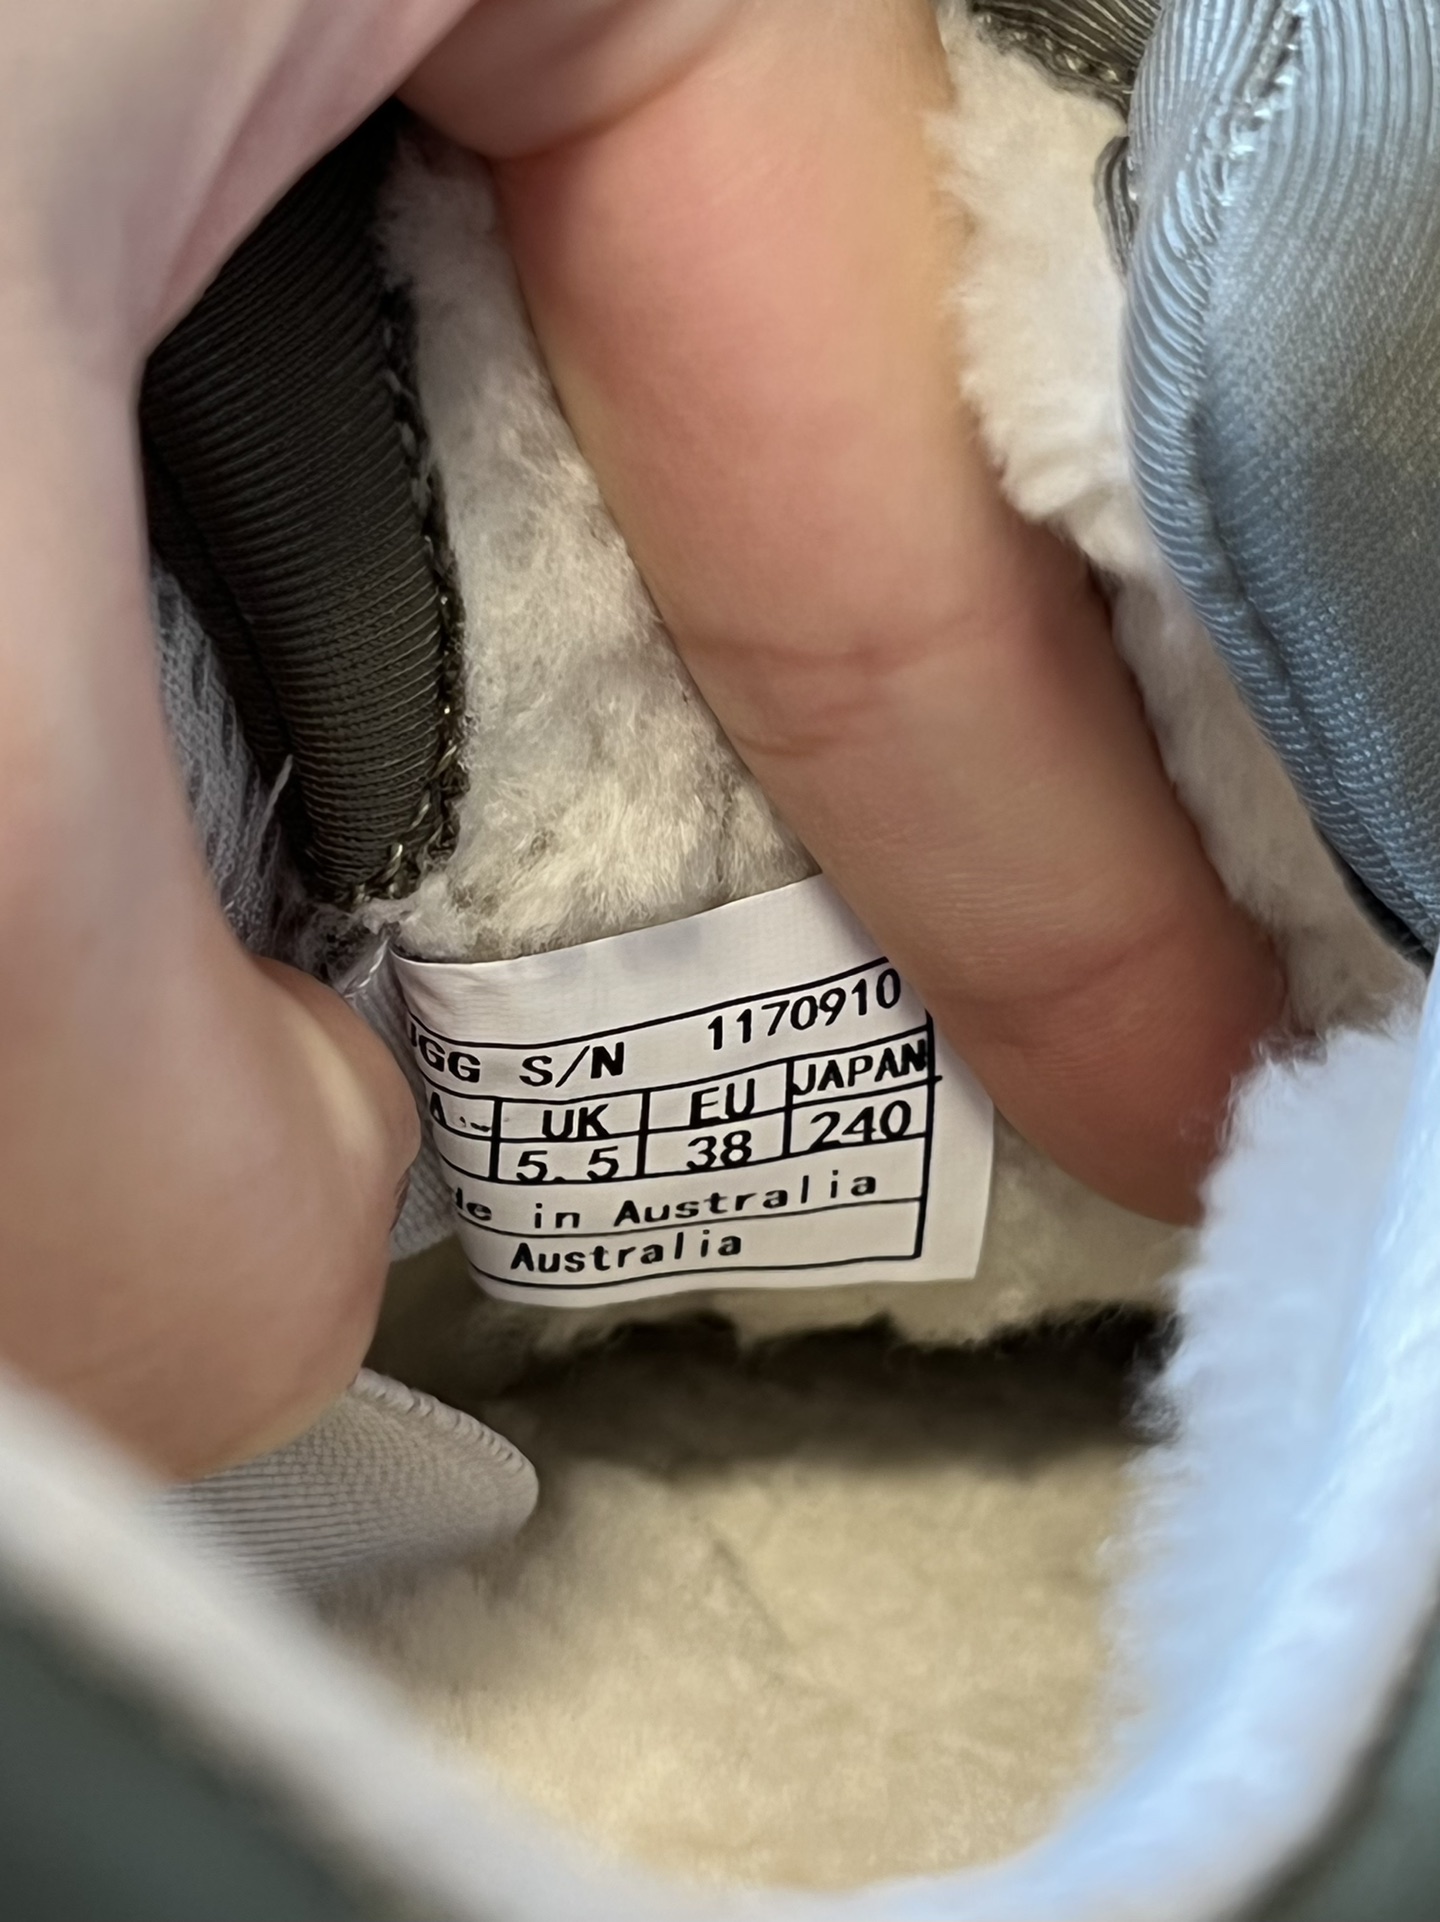 UGG S/N 1170910
UK EU JAPAN
5.5 38 240
in Australia
Australia